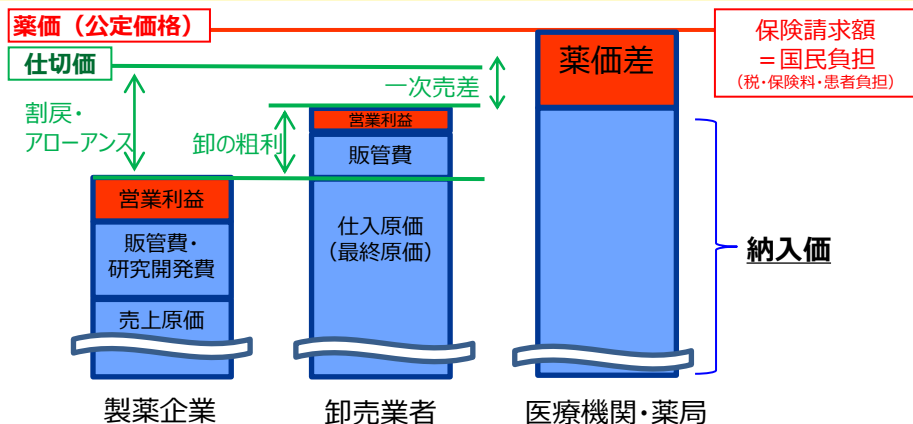 薬価（公定価格）
仕切価
割戻・
アローアンス
一次売差
卸の粗利
営業利益
販管費・
研究開発費
売上原価
製薬企業
営業利益
販管費
仕入原価
（最終原価）
卸売業者
薬価差
医療機関・薬局
保険請求額
＝国民負担
（税・保険料・患者負担）
納入価